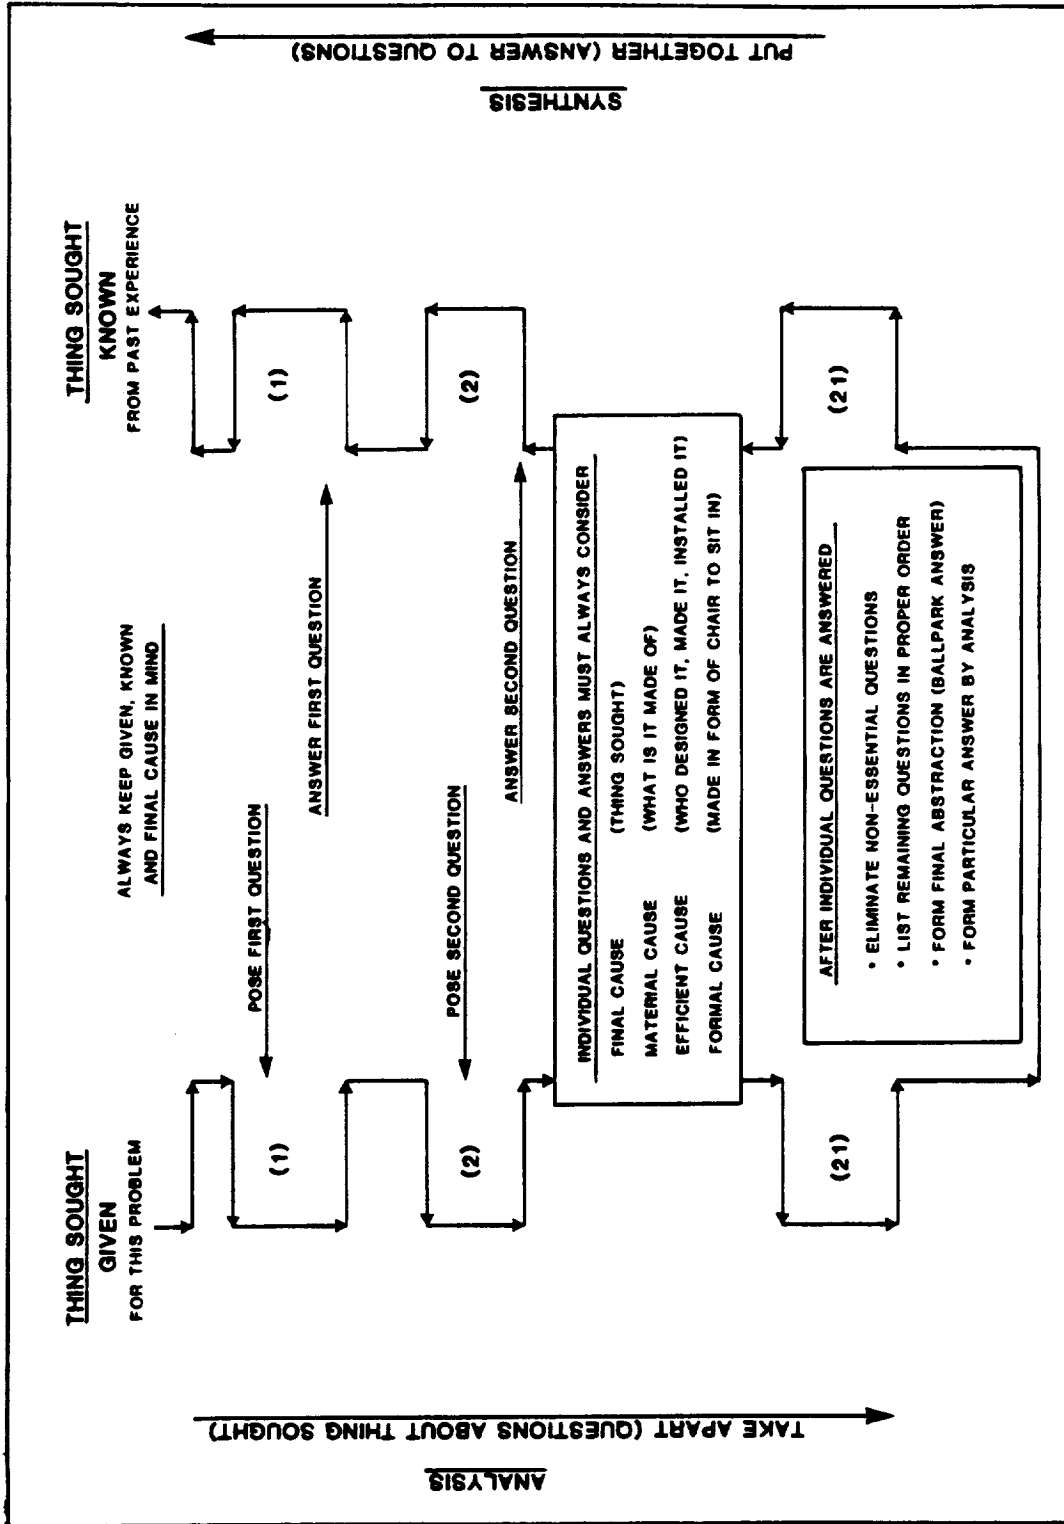 THING SOUGHT
GIVEN
FOR THIS PROBLEM
ALWAYS KEEP GIVEN, KNOWN
AND FINAL CAUSE IN MIND
THING SOUGHT
KNOWN
FROM PAST EXPERIENCE
ANALYSIS
TAKE APART (QUESTIONS ABOUT THING SOUGHT)
(1)
POSE FIRST QUESTION
ANSWER FIRST QUESTION
(1)
(2)
POSE SECOND QUESTION
ANSWER SECOND QUESTION
(2)
INDIVIDUAL QUESTIONS AND ANSWERS MUST ALWAYS CONSIDER
FINAL CAUSE (THING SOUGHT)
MATERIAL CAUSE (WHAT IS IT MADE OF)
EFFICIENT CAUSE (WHO DESIGNED IT, MADE IT, INSTALLED IT)
FORMAL CAUSE (MADE IN FORM OF CHAIR TO SIT IN)
(21)
(21)
AFTER INDIVIDUAL QUESTIONS ARE ANSWERED
• ELIMINATE NON-ESSENTIAL QUESTIONS
• LIST REMAINING QUESTIONS IN PROPER ORDER
• FORM FINAL ABSTRACTION (BALLPARK ANSWER)
• FORM PARTICULAR ANSWER BY ANALYSIS
SYNTHESIS
PUT TOGETHER (ANSWER TO QUESTIONS)